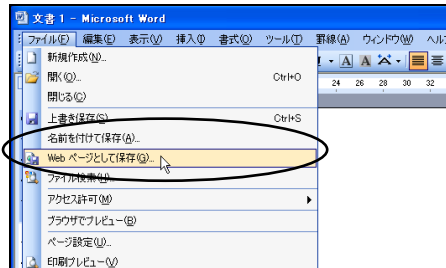 文書 1 - Microsoft Word
ファイル(F) 編集(E) 表示(V) 挿入(I) 書式(O) ツール(T) 罫線(A) ウィンドウ(W) ヘル
新規作成(N)...
開く(O)... Ctrl+O
24 26 28 30 32
閉じる(C)
上書き保存(S) Ctrl+S
名前を付けて保存(A)...
Web ページとして保存(G)...
ファイル検索(H)...
アクセス許可(M)
ブラウザでプレビュー(B)
ページ設定(U)...
印刷プレビュー(V)